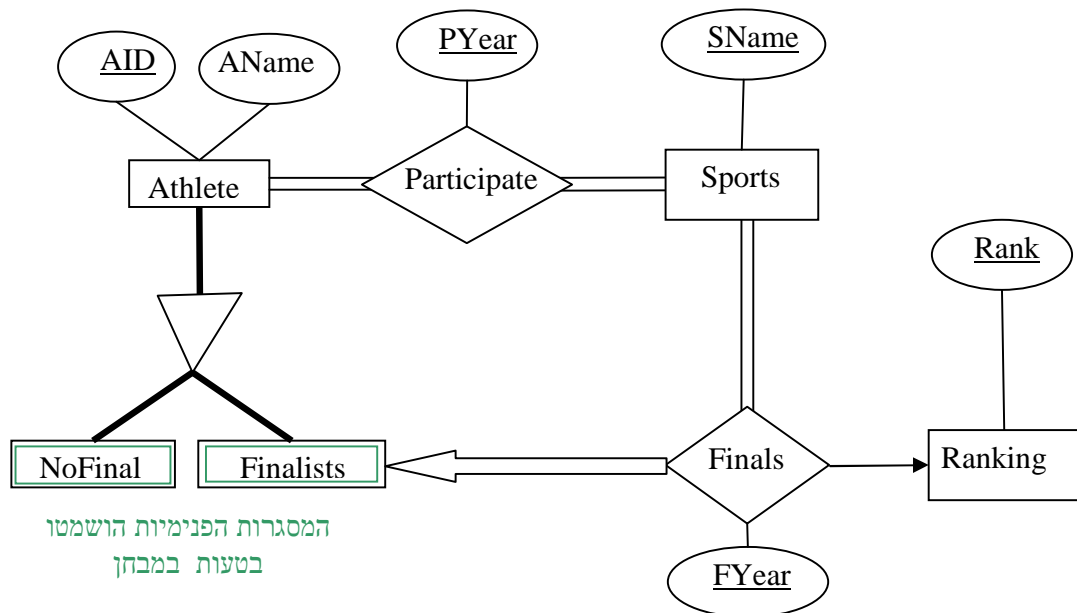 AID
AName
PYear
SName
Athlete
Participate
Sports
Rank
NoFinal
Finalists
Finals
Ranking
המסגרות הפנימיות הושמטו
בטעות במבחן
FYear